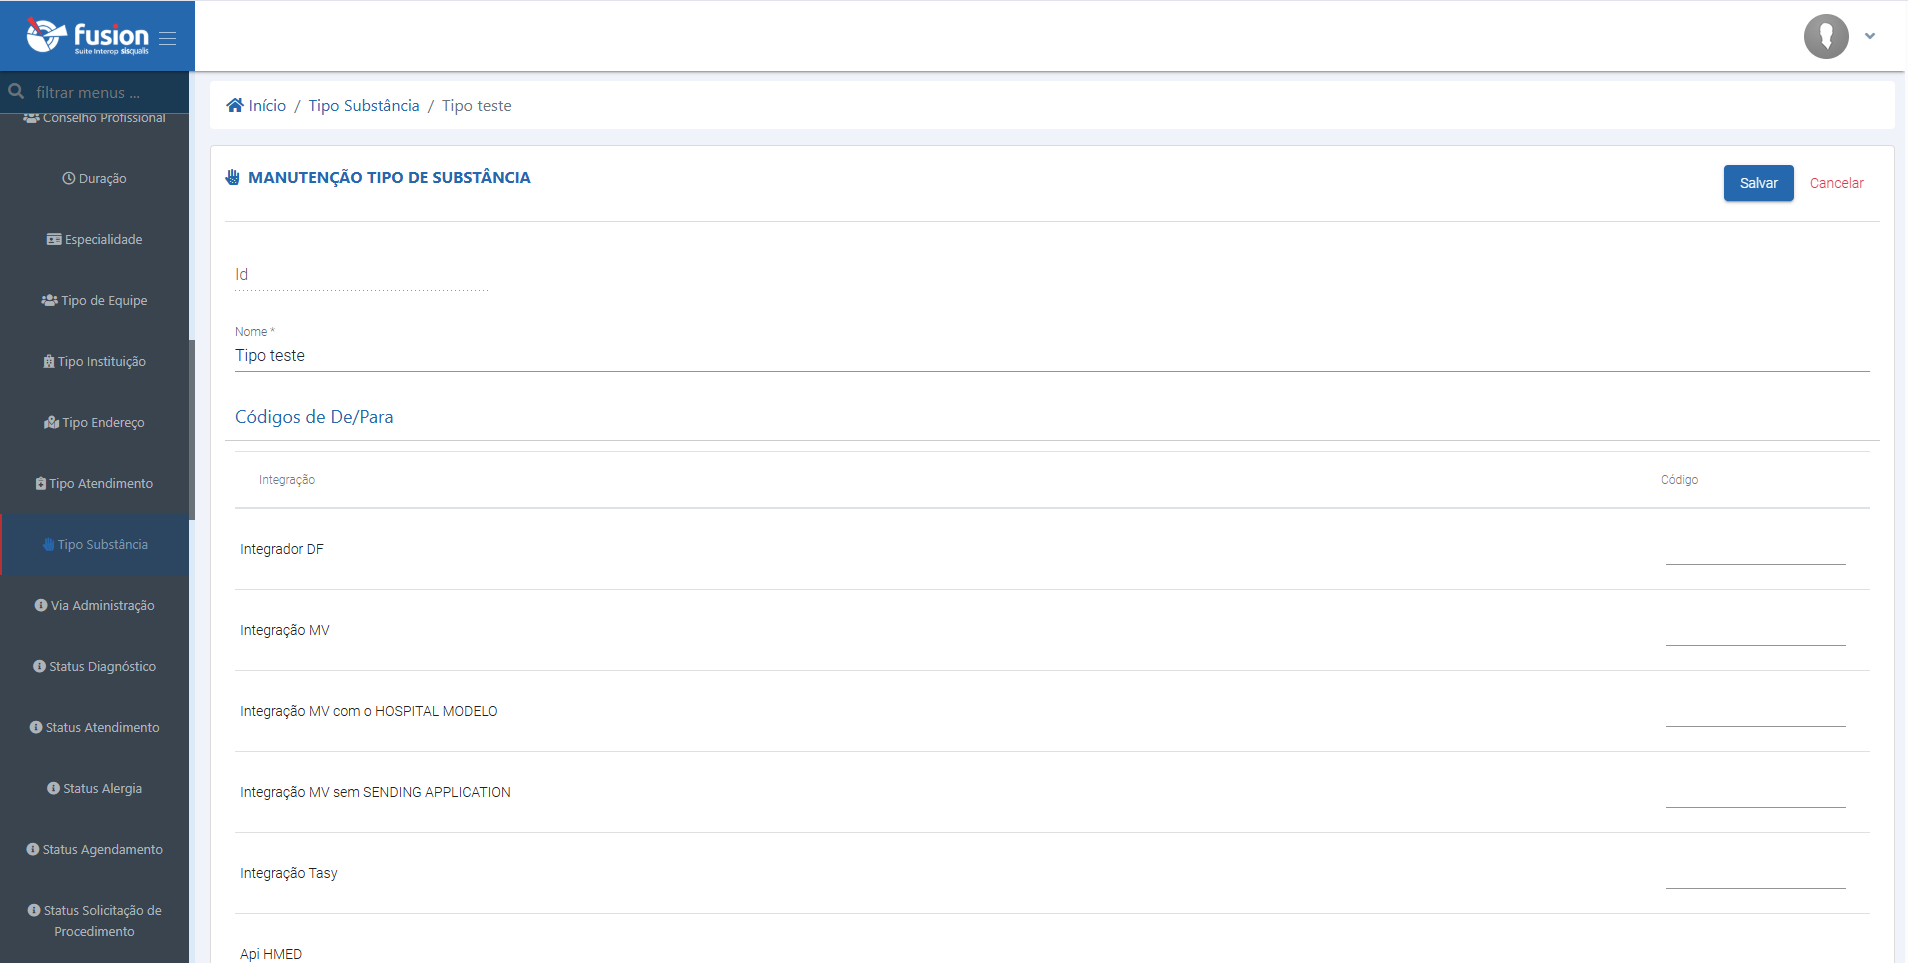 fusion
Suite Interop sisqualis
filtrar menus ...
Conselho Profissional
Duração
Especialidade
Tipo de Equipe
Tipo Instituição
Tipo Endereço
Tipo Atendimento
Tipo Substância
Via Administração
Status Diagnóstico
Status Atendimento
Status Alergia
Status Agendamento
Status Solicitação de
Procedimento
Início / Tipo Substância / Tipo teste
MANUTENÇÃO TIPO DE SUBSTÂNCIA
Salvar Cancelar
Id
Nome *
Tipo teste
Códigos de De/Para
Integração Código
Integrador DF
Integração MV
Integração MV com o HOSPITAL MODELO
Integração MV sem SENDING APPLICATION
Integração Tasy
Api HMED